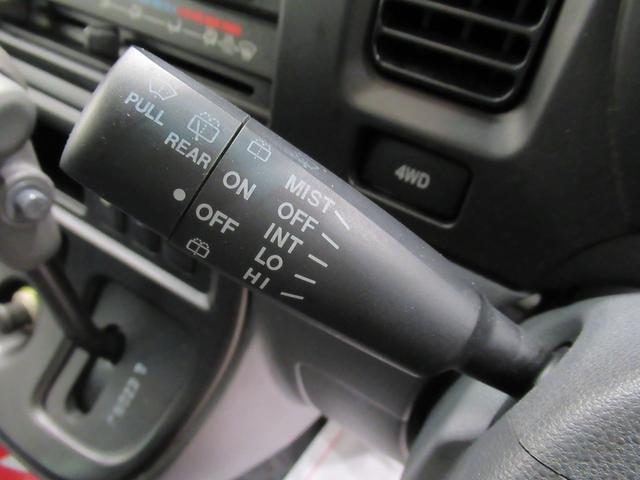 PULL
REAR
ON
OFF
MIST
OFF
INT
LO
HI
4WD